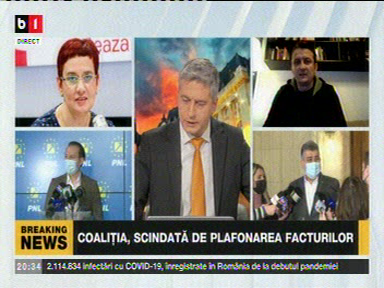 b1
DIRECT
eaza
PNL
PNL
BREAKING
NEWS
COALIȚIA, SCINDATĂ DE PLAFONAREA FACTURILOR
20:34 2.114.834 infectări cu COVID-19, înregistrate în România de la debutul pandemiei